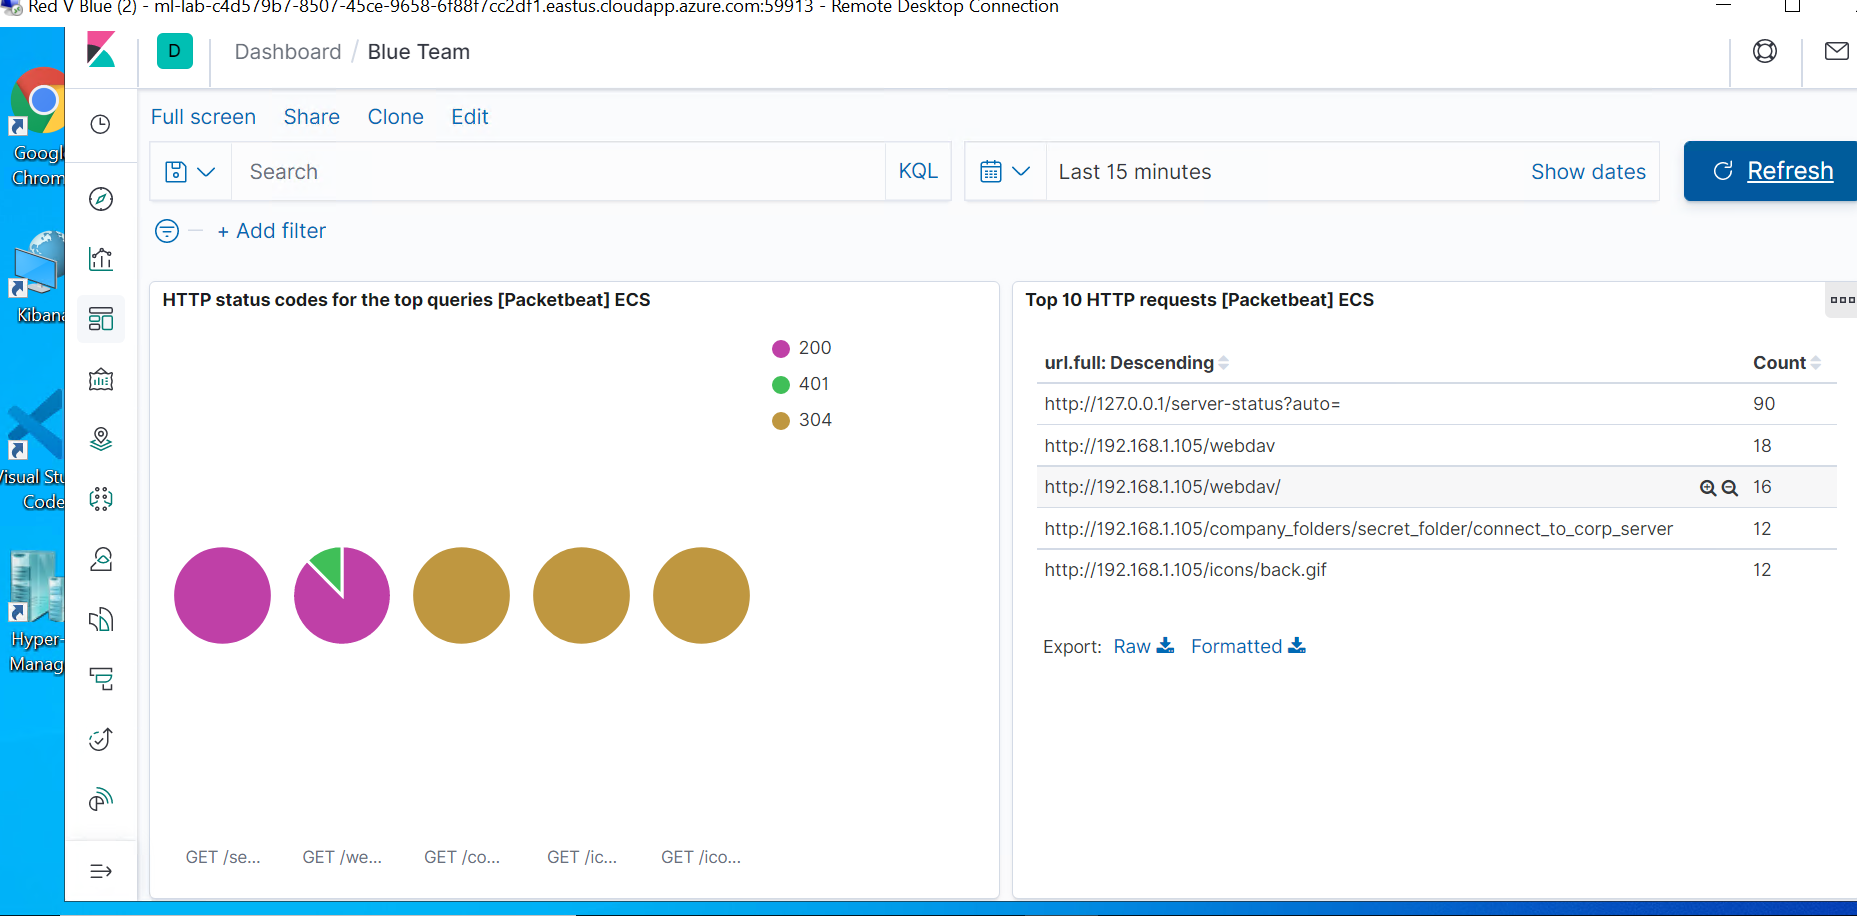 Red V Blue (2) - ml-lab-c4d579b7-8507-45ce-9658-6f88f7cc2df1.eastus.cloudapp.azure.com:59913 - Remote Desktop Connection
D Dashboard / Blue Team
Full screen Share Clone Edit
Search KQL Last 15 minutes Show dates Refresh
+ Add filter
Googl
Chrom
Kibana
Visual Stu
Code
Hyper-
Manag
HTTP status codes for the top queries [Packetbeat] ECS
200
401
304
GET /se... GET /we... GET /co... GET /ic... GET /ico...
Top 10 HTTP requests [Packetbeat] ECS
url.full: Descending Count
http://127.0.0.1/server-status?auto= 90
http://192.168.1.105/webdav 18
http://192.168.1.105/webdav/ 16
http://192.168.1.105/company_folders/secret_folder/connect_to_corp_server 12
http://192.168.1.105/icons/back.gif 12
Export: Raw Formatted